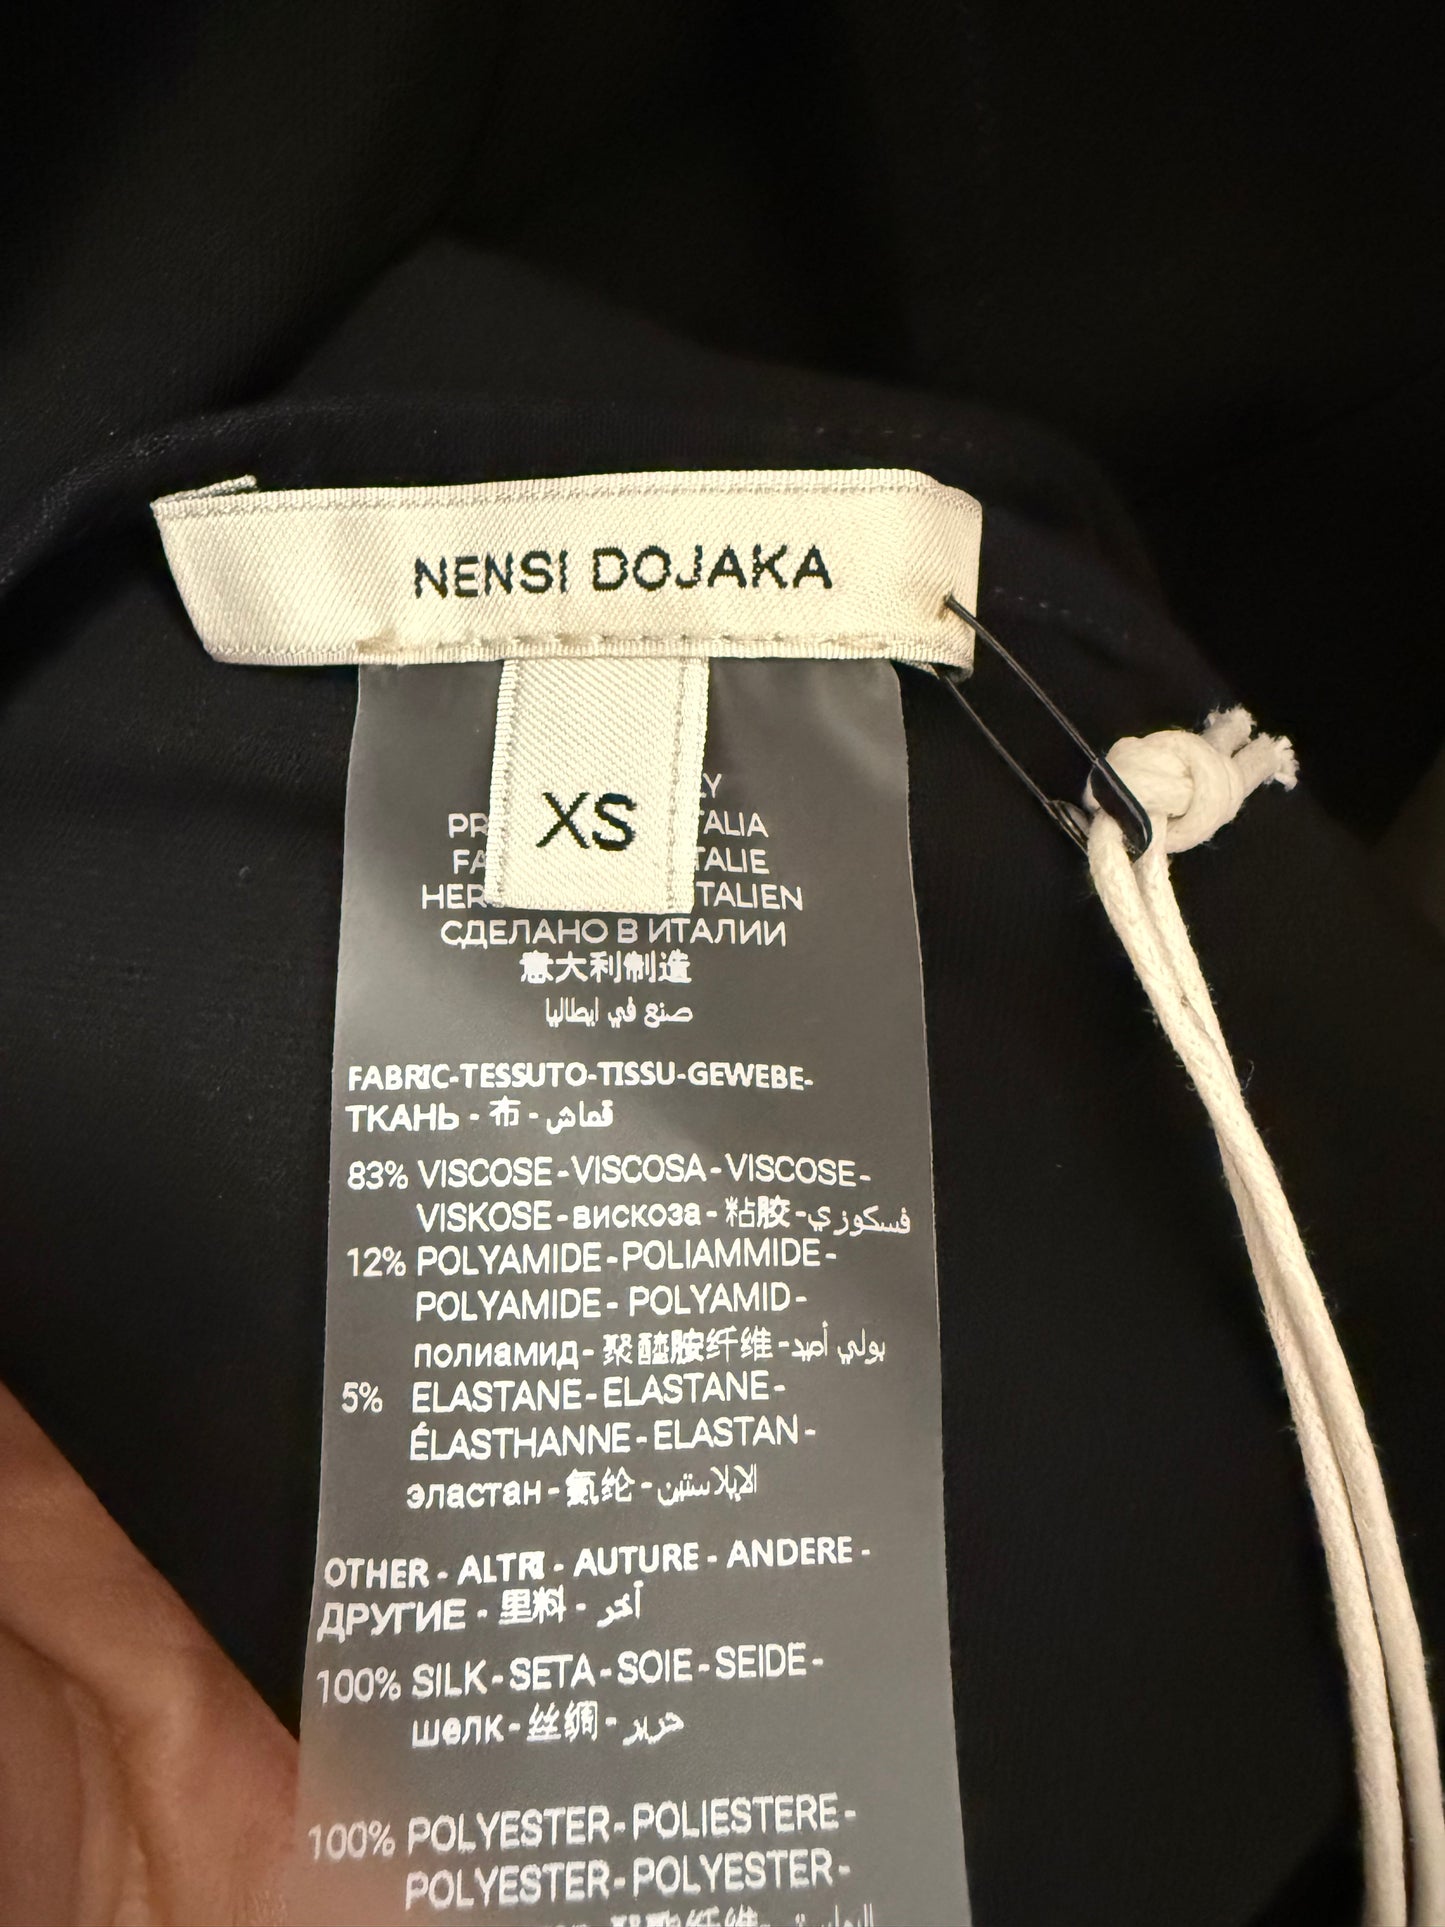 NENSI DOJAKA
XS
СДЕЛАНО В ИТАЛИИ
意大利制造
صنع في ايطاليا
FABRIC-TESSUTO-TISSU-GEWEBE-
ТКАНЬ - 布 - قماش
83% VISCOSE-VISCOSA-VISCOSE-
VISKOSE-вискоза-粘胶-فسكوزي
12% POLYAMIDE-POLIAMMIDE-
POLYAMIDE-POLYAMID-
полиамид-聚醯胺纤维-بولي أميد
5% ELASTANE-ELASTANE-
ÉLASTHANNE-ELASTAN-
эластан-氨纶-الإيلاستين
OTHER - ALTRI - AUTURE - ANDERE -
ДРУГИЕ - 里料 - أخر
100% SILK-SETA-SOIE-SEIDE-
шелк-丝绸-حرير
100% POLYESTER-POLIESTERE-
POLYESTER-POLYESTER-